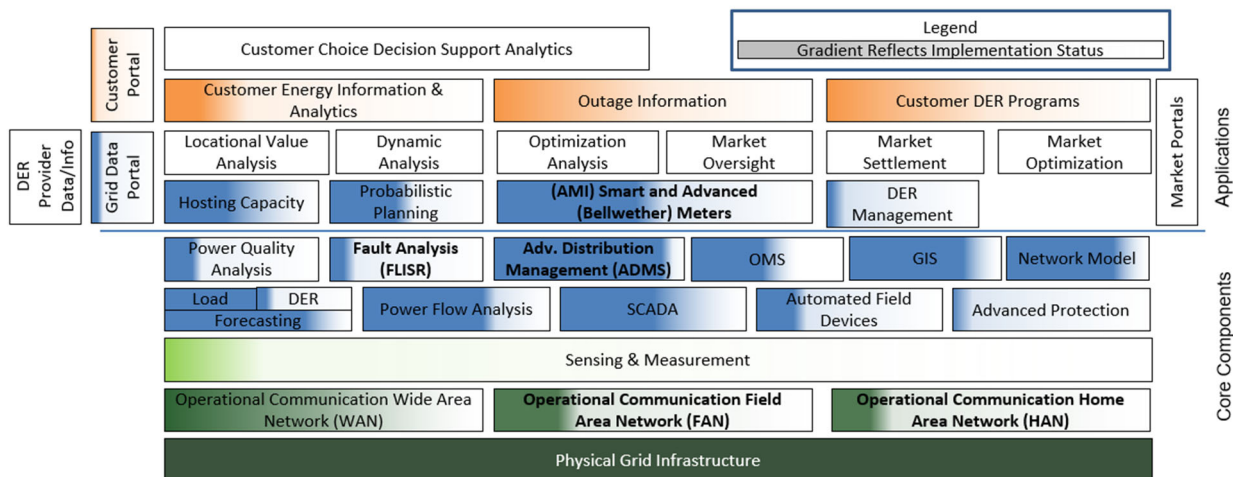 Legend
Gradient Reflects Implementation Status
Customer
Portal
Customer Choice Decision Support Analytics
Customer Energy Information &
Analytics
Outage Information
Customer DER Programs
DER
Provider
Data/Info
Grid Data
Portal
Locational Value
Analysis
Dynamic
Analysis
Optimization
Analysis
Market
Oversight
Market
Settlement
Market
Optimization
Market Portals
Applications
Hosting Capacity
Probabilistic
Planning
(AMI) Smart and Advanced
(Bellwether) Meters
DER
Management
Power Quality
Analysis
Fault Analysis
(FLISR)
Adv. Distribution
Management (ADMS)
OMS
GIS
Network Model
Load
DER
Forecasting
Power Flow Analysis
SCADA
Automated Field
Devices
Advanced Protection
Core Components
Sensing & Measurement
Operational Communication Wide Area
Network (WAN)
Operational Communication Field
Area Network (FAN)
Operational Communication Home
Area Network (HAN)
Physical Grid Infrastructure